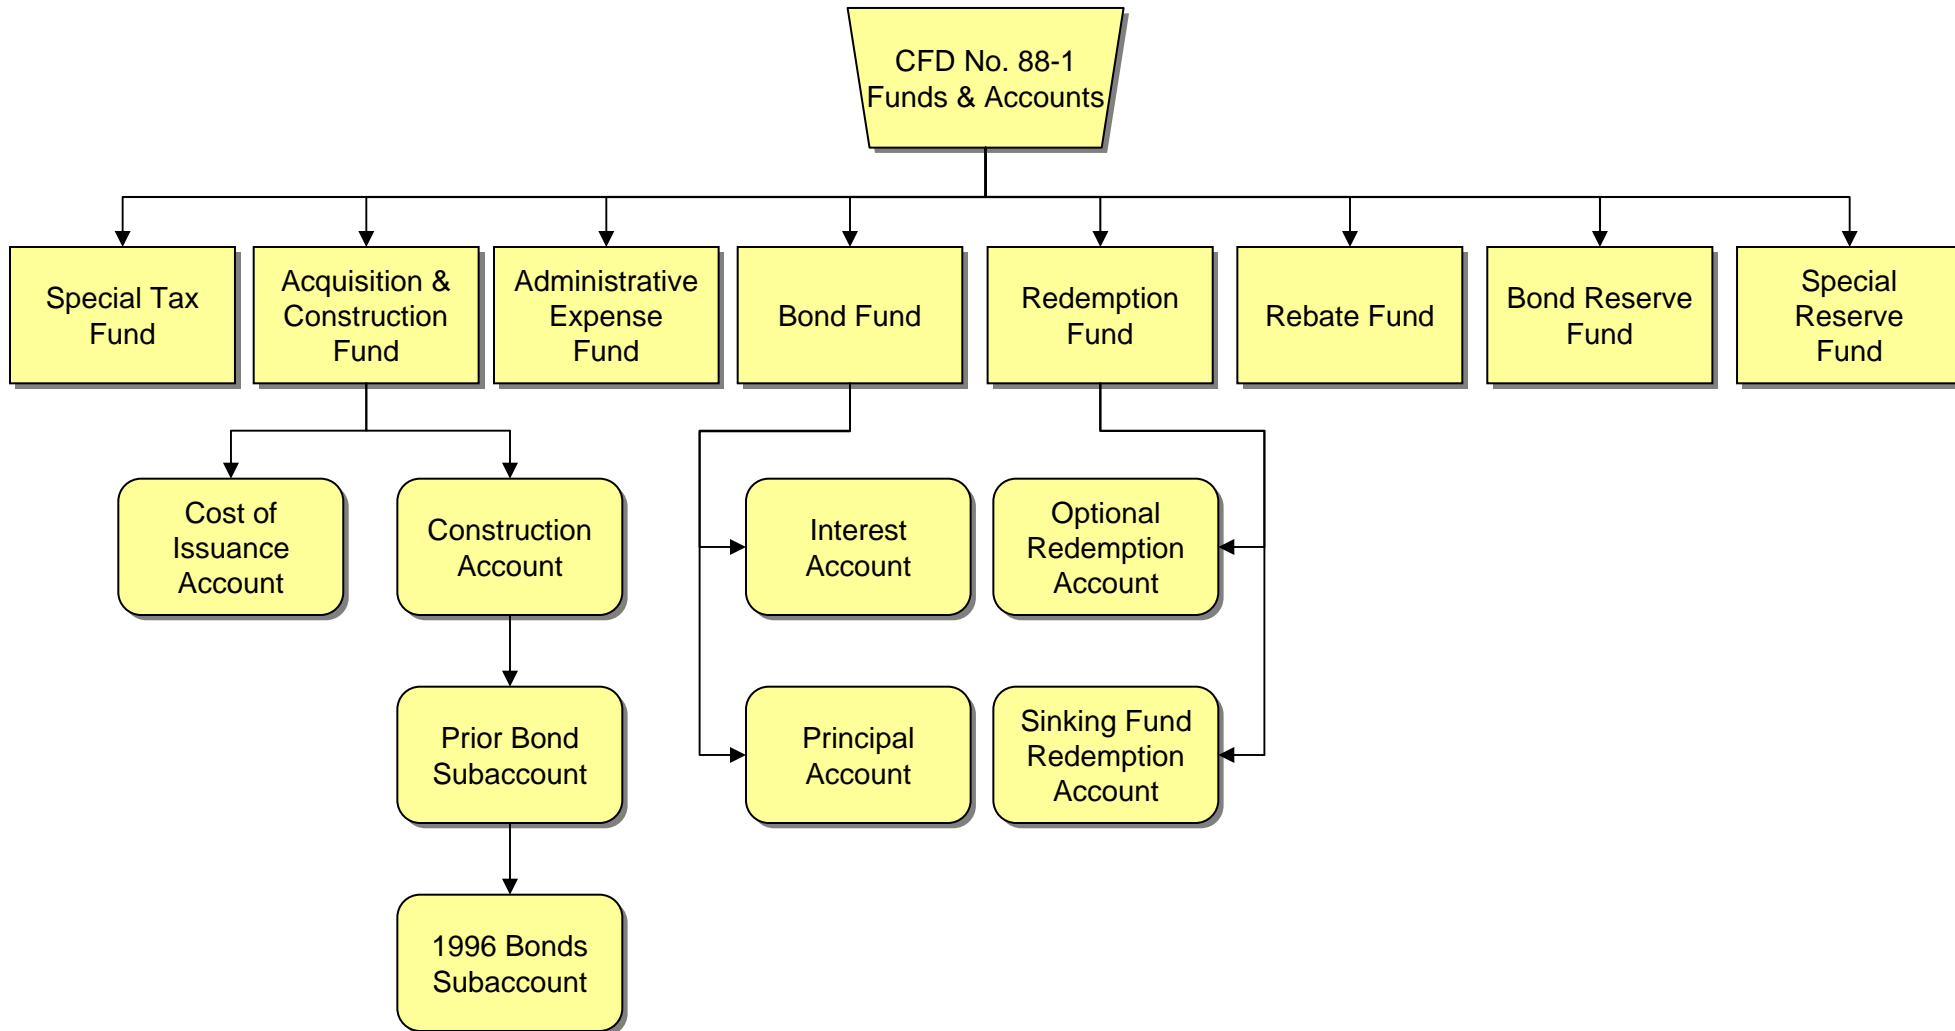 CFD No. 88-1
Funds & Accounts
Special Tax
Fund
Acquisition &
Construction
Fund
Administrative
Expense
Fund
Bond Fund
Redemption
Fund
Rebate Fund
Bond Reserve
Fund
Special
Reserve
Fund
Cost of
Issuance
Account
Construction
Account
Interest
Account
Optional
Redemption
Account
Prior Bond
Subaccount
Principal
Account
Sinking Fund
Redemption
Account
1996 Bonds
Subaccount